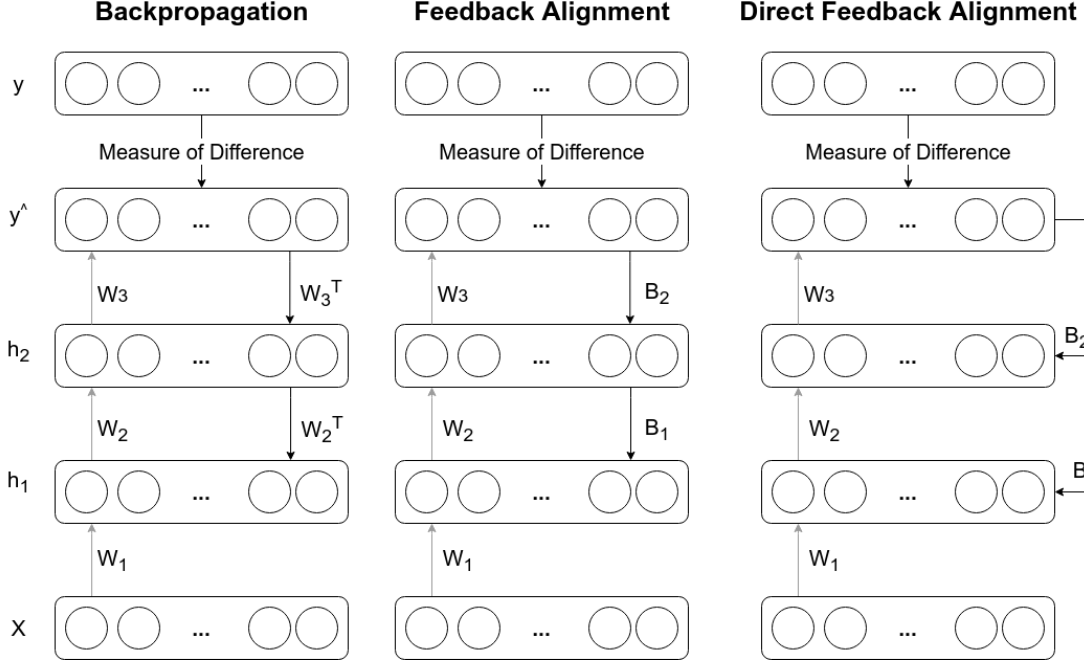 Backpropagation Feedback Alignment Direct Feedback Alignment
y ... ... ...
Measure of Difference Measure of Difference Measure of Difference
y^ ... ... ...
W3 W₃ᵀ W3 B₂ W3
h₂ ... ... ... B₂
W₂ W₂ᵀ W₂ B₁ W₂
h₁ ... ... ... B
W₁ W₁ W₁
X ... ... ...